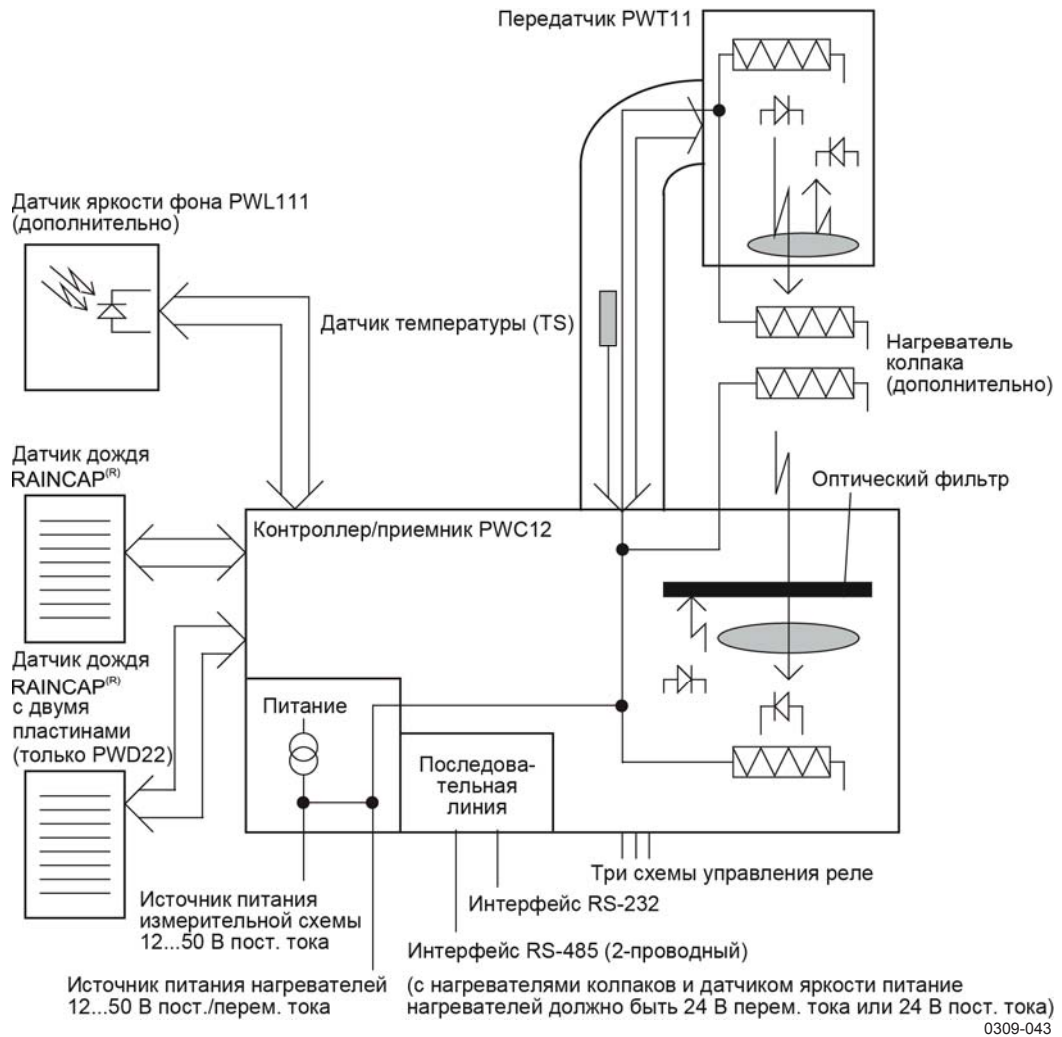 Передатчик PWT11
Датчик яркости фона PWL111
(дополнительно)
Датчик температуры (TS)
Нагреватель
колпака
(дополнительно)
Датчик дождя
RAINCAP(R)
Оптический фильтр
Контроллер/приемник PWC12
Датчик дождя
RAINCAP(R)
с двумя
пластинами
(только PWD22)
Питание
Последова-
тельная
линия
Три схемы управления реле
Источник питания
измерительной схемы
12...50 В пост. тока
Интерфейс RS-232
Интерфейс RS-485 (2-проводный)
Источник питания нагревателей
12...50 В пост./перем. тока
(с нагревателями колпаков и датчиком яркости питание
нагревателей должно быть 24 В перем. тока или 24 В пост. тока)
0309-043